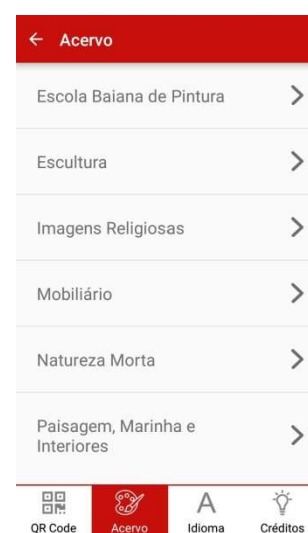 Acervo
Escola Baiana de Pintura
Escultura
Imagens Religiosas
Mobiliário
Natureza Morta
Paisagem, Marinha e
Interiores
QR Code
Acervo
Idioma
Créditos